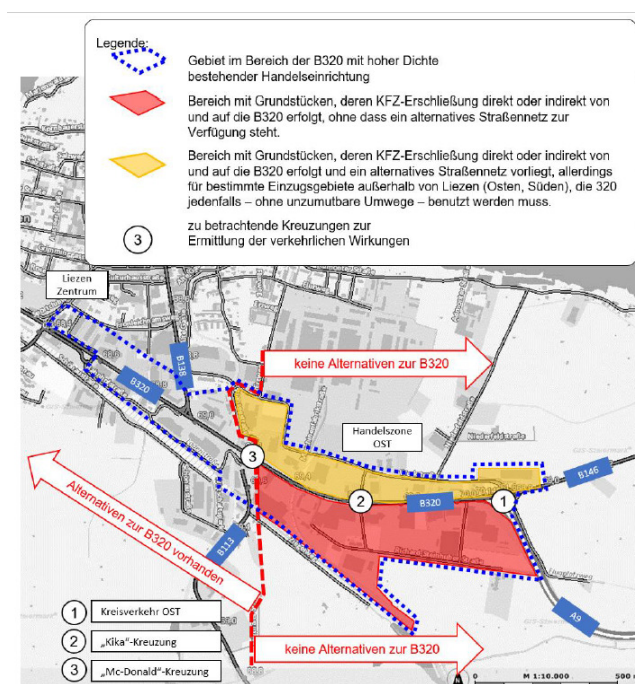 Legende:
Gebiet im Bereich der B320 mit hoher Dichte
bestehender Handelseinrichtung
Bereich mit Grundstücken, deren KFZ-Erschließung direkt oder indirekt von
und auf die B320 erfolgt, ohne dass ein alternatives Straßennetz zur
Verfügung steht.
Bereich mit Grundstücken, deren KFZ-Erschließung direkt oder indirekt von
und auf die B320 erfolgt und ein alternatives Straßennetz vorliegt, allerdings
für bestimmte Einzugsgebiete außerhalb von Liezen (Osten, Süden), die 320
jedenfalls – ohne unzumutbare Umwege – benutzt werden muss.
3
zu betrachtende Kreuzungen zur
Ermittlung der verkehrlichen Wirkungen
Liezen
Zentrum
B320
B138
keine Alternativen zur B320
Handelszone
OST
3
2
B320
1
B146
Alternativen zur B320 vorhanden
B113
A9
1 Kreisverkehr OST
2 „Kika"-Kreuzung
3 „Mc-Donald"-Kreuzung
keine Alternativen zur B320
N
0 M 1:10.000 500